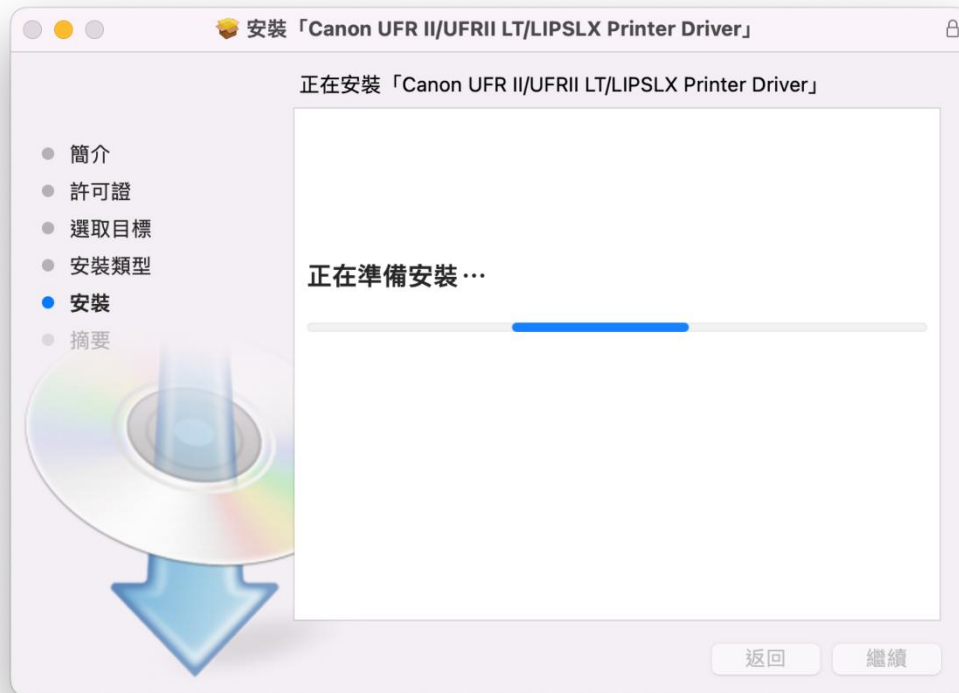 安裝「Canon UFR II/UFRII LT/LIPSLX Printer Driver」
正在安裝「Canon UFR II/UFRII LT/LIPSLX Printer Driver」
簡介
許可證
選取目標
安裝類型
安裝
摘要
正在準備安裝⋯
返回
繼續